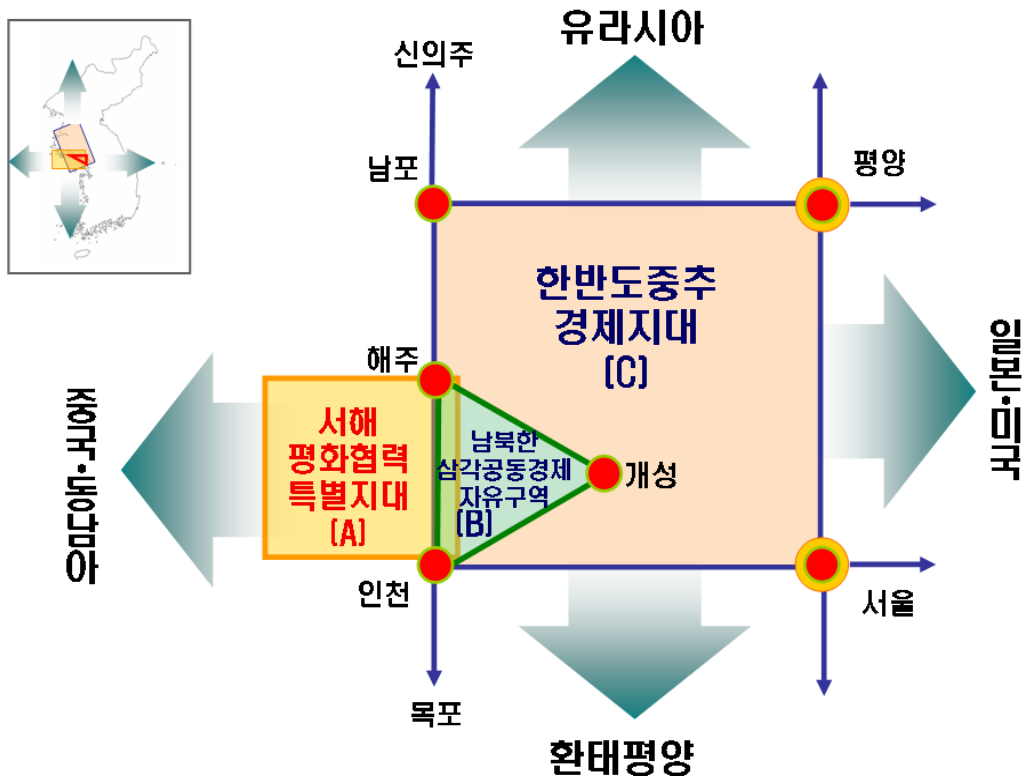 유라시아
신의주
남포
평양
한반도중추
경제지대
(C)
해주
일본·미국
중국·동남아
서해
평화협력
특별지대
(A)
남북한
삼각공동경제
자유구역
(B)
개성
인천
서울
목포
환태평양